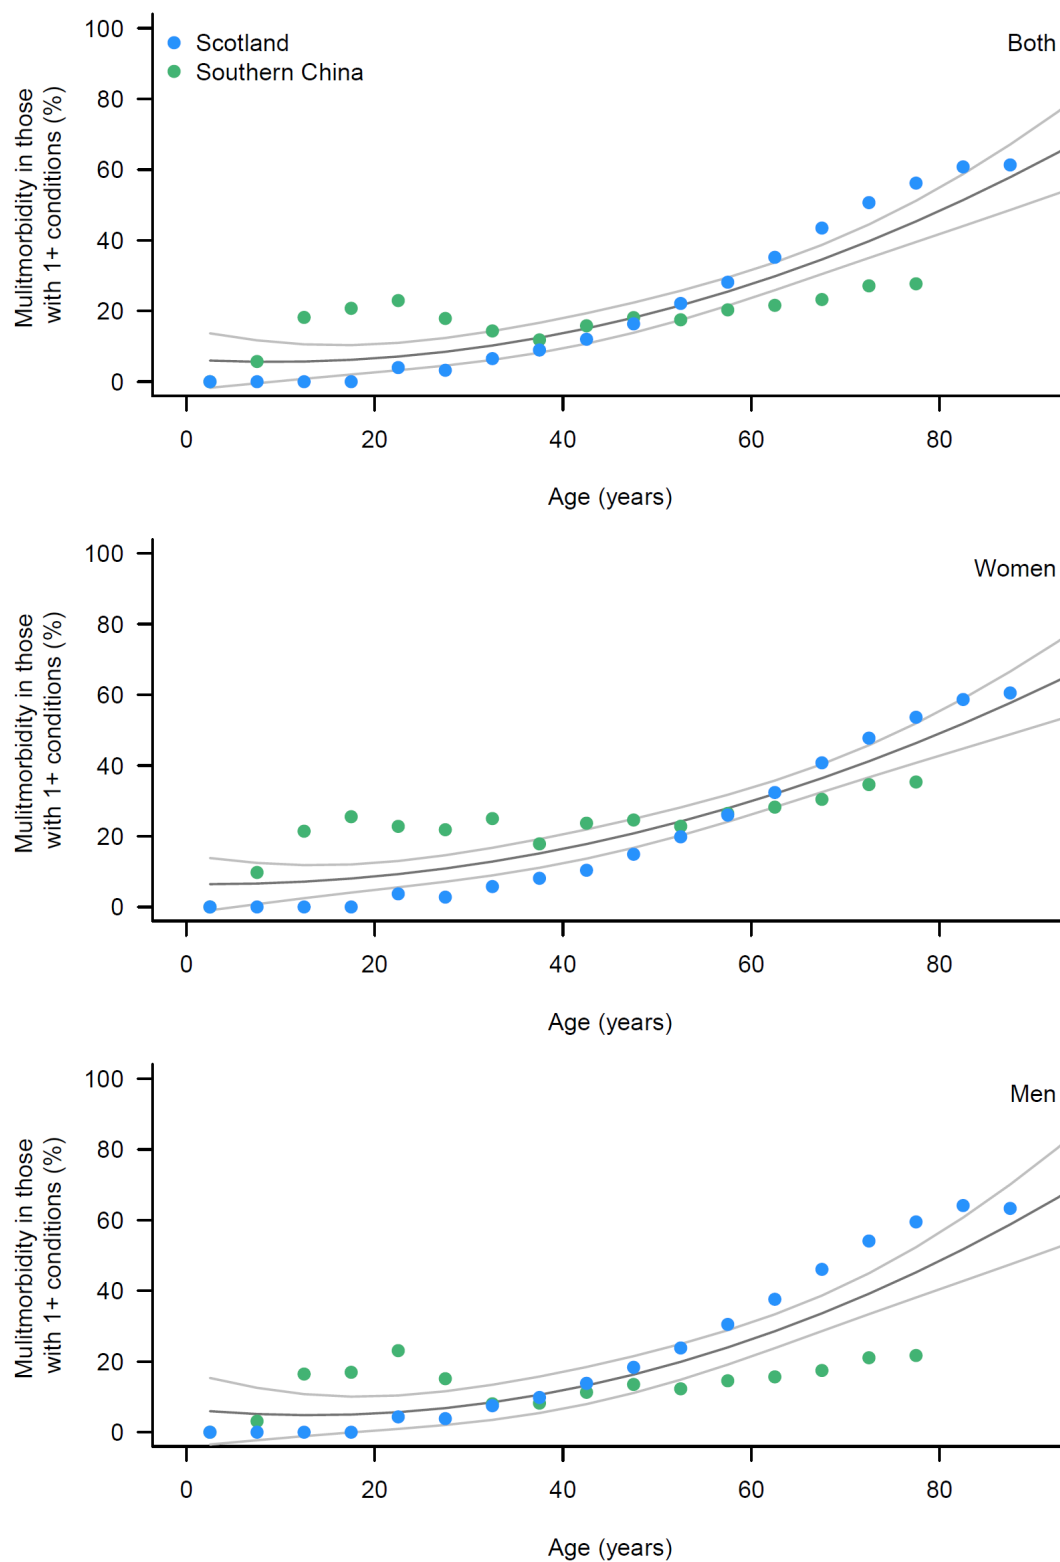 100
80
60
40
20
0
Mulitmorbidity in those
with 1+ conditions (%)
Scotland
Southern China
Both
0 20 40 60 80
Age (years)
100
80
60
40
20
0
Mulitmorbidity in those
with 1+ conditions (%)
Women
0 20 40 60 80
Age (years)
100
80
60
40
20
0
Mulitmorbidity in those
with 1+ conditions (%)
Men
0 20 40 60 80
Age (years)